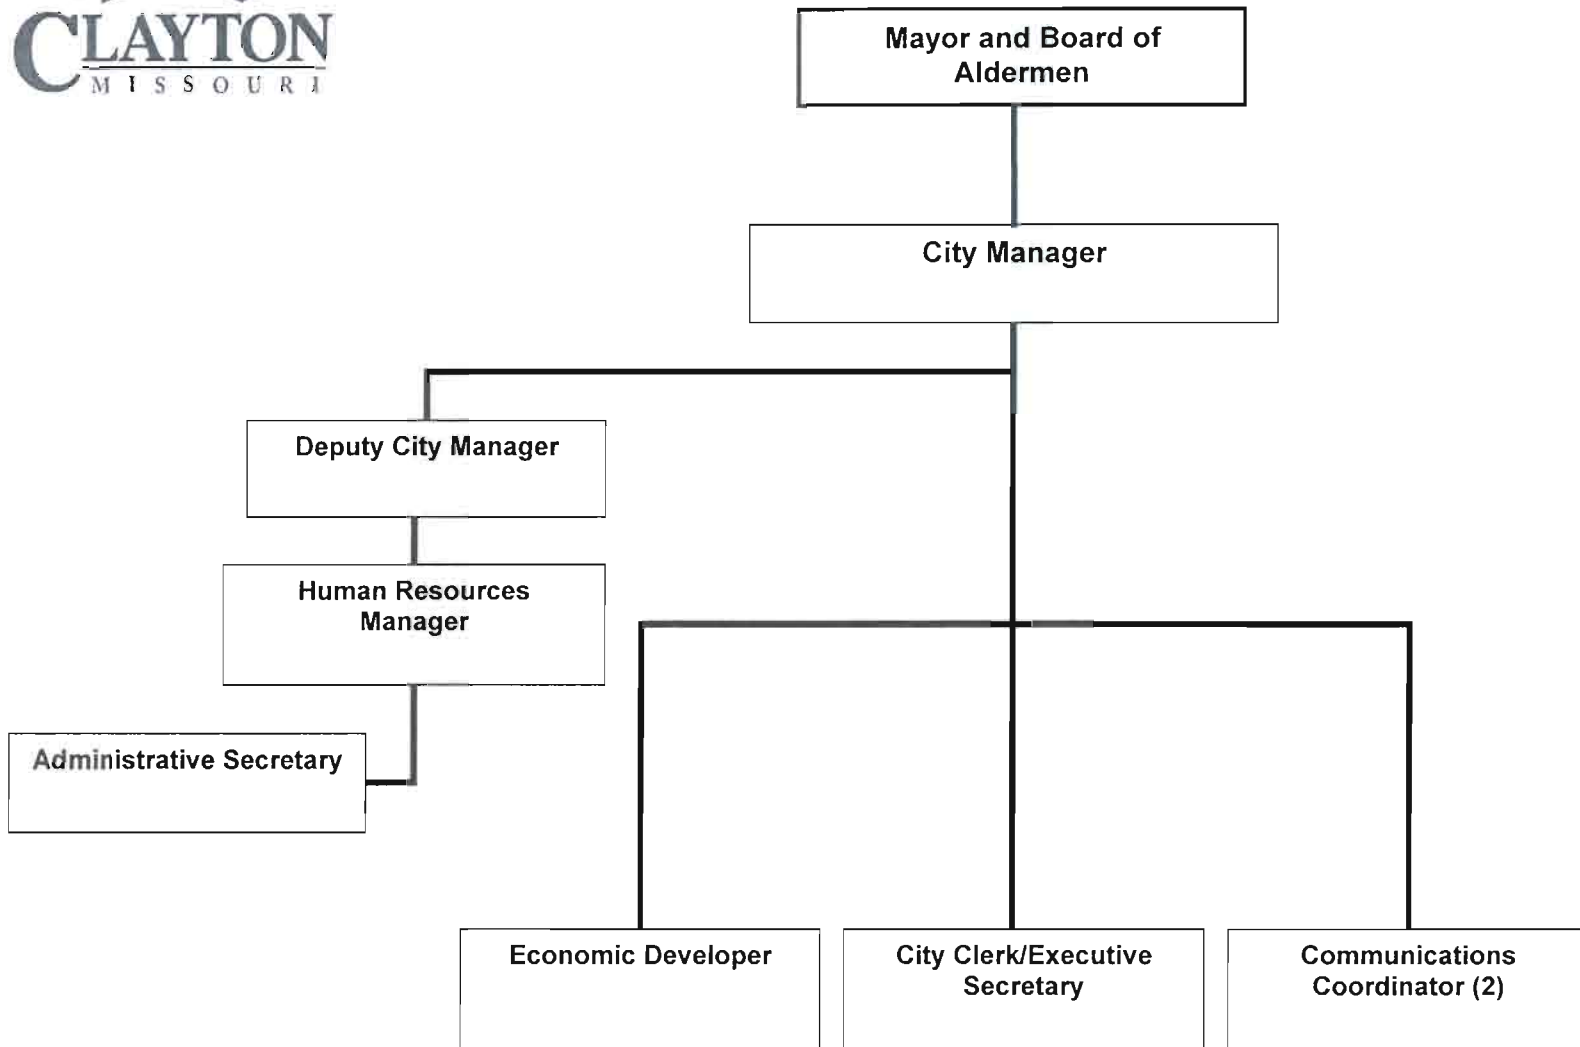 CLAYTON
MISSOURI
Mayor and Board of
Aldermen
City Manager
Deputy City Manager
Human Resources
Manager
Administrative Secretary
Economic Developer
City Clerk/Executive
Secretary
Communications
Coordinator (2)